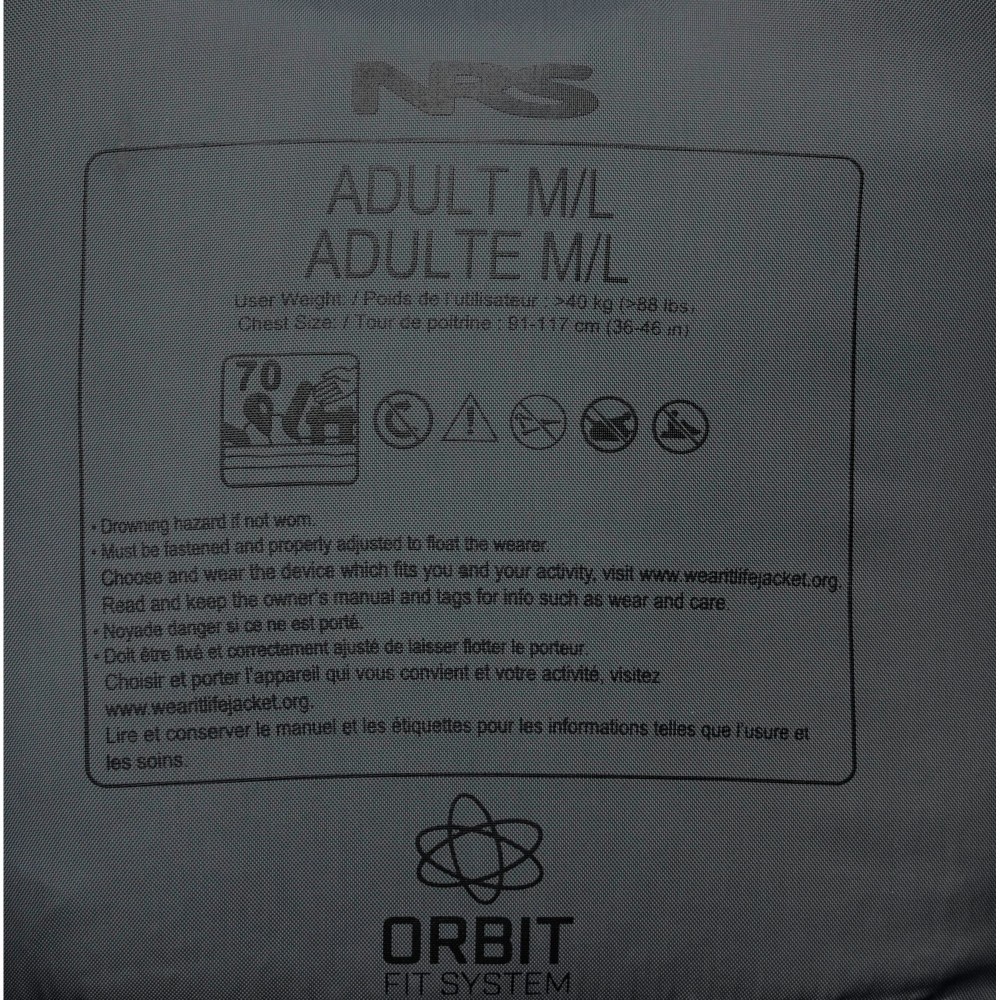 NRS
ADULT M/L
ADULTE M/L
User Weight: / Poids de l'utilisateur : >40 kg (>88 lbs)
Chest Size: / Tour de poitrine : 91-117 cm (36-46 in)
70
• Drowning hazard if not worn.
• Must be fastened and properly adjusted to float the wearer.
Choose and wear the device which fits you and your activity, visit www.wearitlifejacket.org.
Read and keep the owner's manual and tags for info such as wear and care.
• Noyade danger si ce ne est porté.
• Doit être fixé et correctement ajusté de laisser flotter le porteur.
Choisir et porter l'appareil qui vous convient et votre activité, visitez
www.wearitlifejacket.org.
Lire et conserver le manuel et les étiquettes pour les informations telles que l'usure et
les soins.
ORBIT
FIT SYSTEM